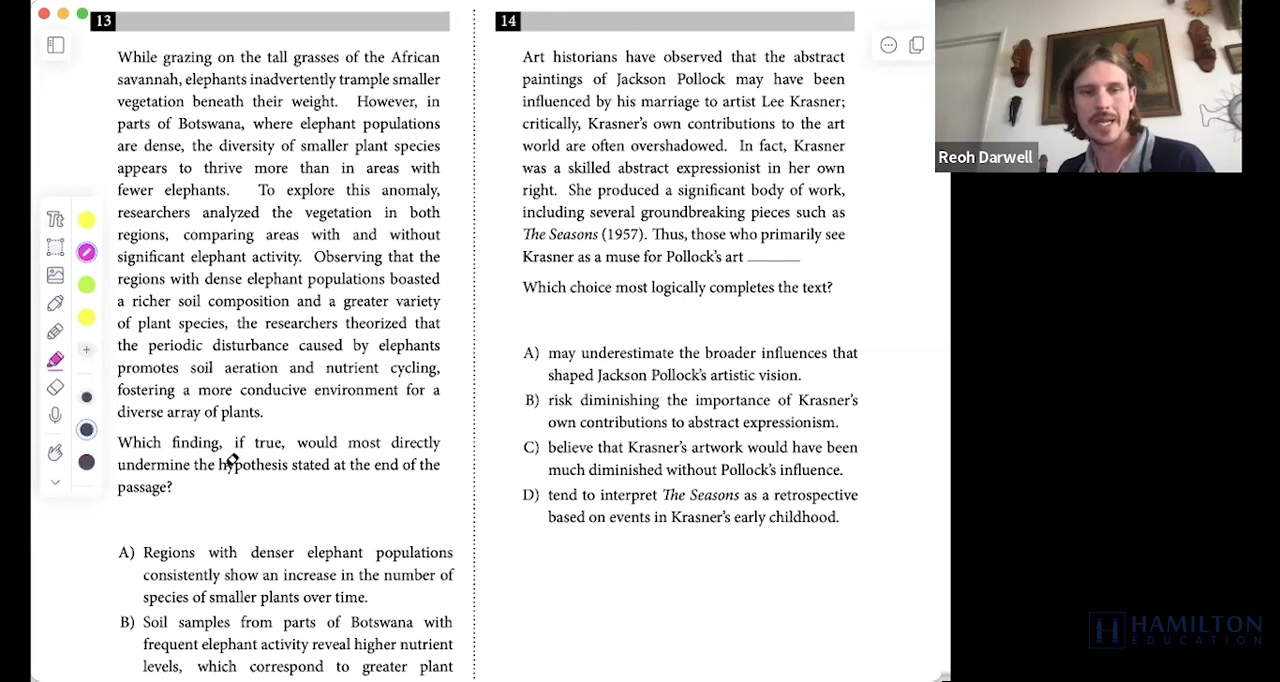 13
While grazing on the tall grasses of the African
savannah, elephants inadvertently trample smaller
vegetation beneath their weight. However, in
parts of Botswana, where elephant populations
are dense, the diversity of smaller plant species
appears to thrive more than in areas with
fewer elephants. To explore this anomaly,
researchers analyzed the vegetation in both
regions, comparing areas with and without
significant elephant activity. Observing that the
regions with dense elephant populations boasted
a richer soil composition and a greater variety
of plant species, the researchers theorized that
the periodic disturbance caused by elephants
promotes soil aeration and nutrient cycling,
fostering a more conducive environment for a
diverse array of plants.
Which finding, if true, would most directly
undermine the hypothesis stated at the end of the
passage?
A) Regions with denser elephant populations
consistently show an increase in the number of
species of smaller plants over time.
B) Soil samples from parts of Botswana with
frequent elephant activity reveal higher nutrient
levels, which correspond to greater plant
14
Art historians have observed that the abstract
paintings of Jackson Pollock may have been
influenced by his marriage to artist Lee Krasner;
critically, Krasner's own contributions to the art
world are often overshadowed. In fact, Krasner
was a skilled abstract expressionist in her own
right. She produced a significant body of work,
including several groundbreaking pieces such as
The Seasons (1957). Thus, those who primarily see
Krasner as a muse for Pollock's art ______
Which choice most logically completes the text?
A) may underestimate the broader influences that
shaped Jackson Pollock's artistic vision.
B) risk diminishing the importance of Krasner's
own contributions to abstract expressionism.
C) believe that Krasner's artwork would have been
much diminished without Pollock's influence.
D) tend to interpret The Seasons as a retrospective
based on events in Krasner's early childhood.
Tt
Reoh Darwell
HAMILTON
EDUCATION